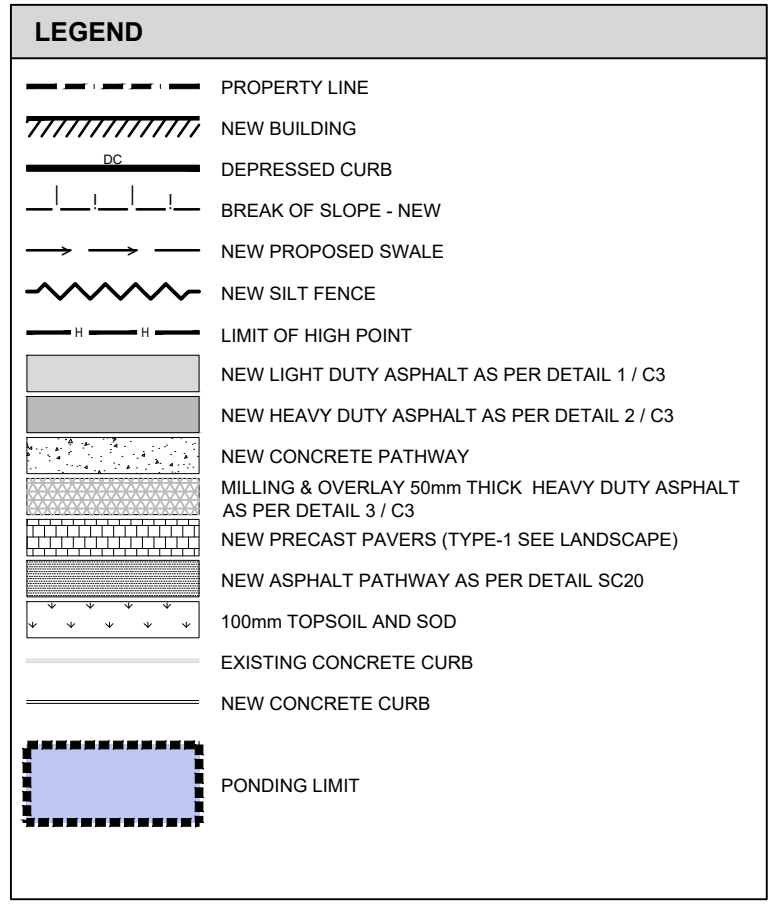 LEGEND
PROPERTY LINE
NEW BUILDING
DC
DEPRESSED CURB
BREAK OF SLOPE - NEW
NEW PROPOSED SWALE
NEW SILT FENCE
H H
LIMIT OF HIGH POINT
NEW LIGHT DUTY ASPHALT AS PER DETAIL 1 / C3
NEW HEAVY DUTY ASPHALT AS PER DETAIL 2 / C3
NEW CONCRETE PATHWAY
MILLING & OVERLAY 50mm THICK HEAVY DUTY ASPHALT
AS PER DETAIL 3 / C3
NEW PRECAST PAVERS (TYPE-1 SEE LANDSCAPE)
NEW ASPHALT PATHWAY AS PER DETAIL SC20
100mm TOPSOIL AND SOD
EXISTING CONCRETE CURB
NEW CONCRETE CURB
PONDING LIMIT